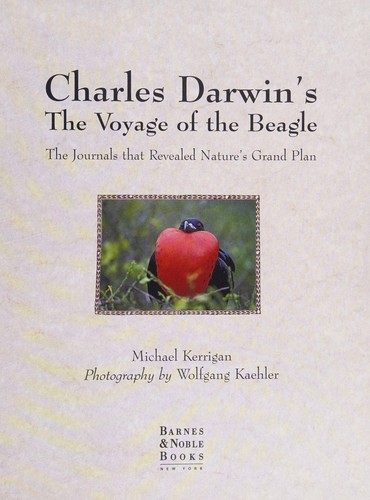 Charles Darwin's
The Voyage of the Beagle
The Journals that Revealed Nature's Grand Plan
Michael Kerrigan
Photography by Wolfgang Kaehler
BARNES
& NOBLE
BOOKS
NEW YORK